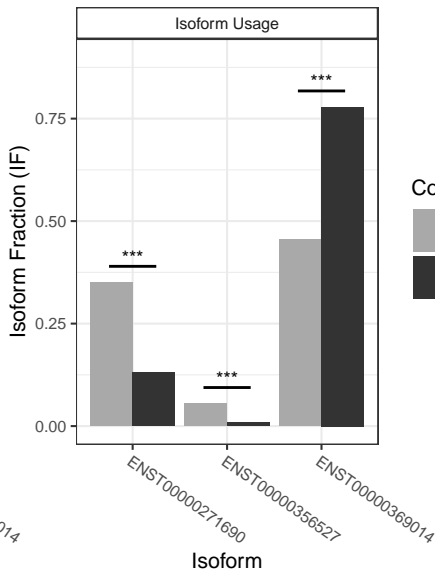 Isoform Usage
***
***
***
0.75
0.50
0.25
0.00
Isoform Fraction (IF)
ENST00000271690
ENST00000356527
ENST00000369014
Isoform